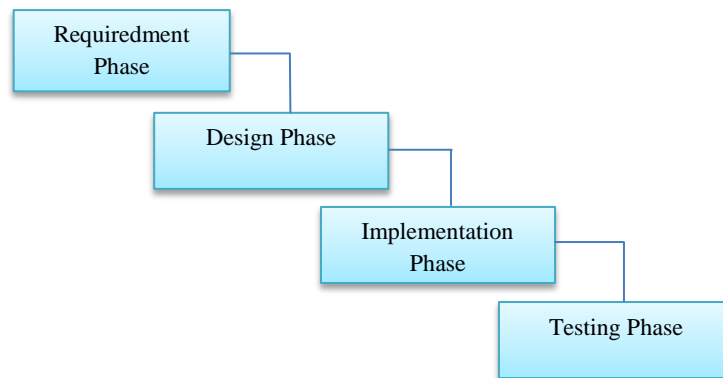 Requiredment
Phase
Design Phase
Implementation
Phase
Testing Phase